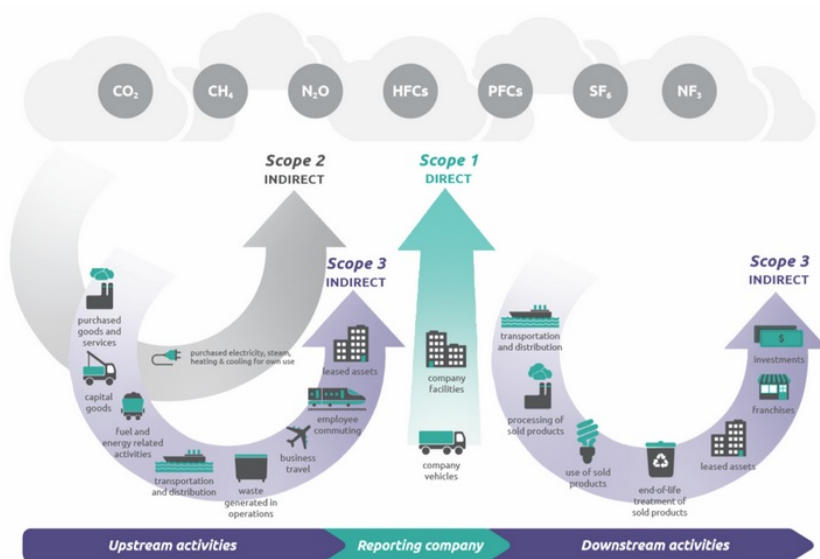 CO₂
CH₄
N₂O
HFCs
PFCs
SF₆
NF₃
Scope 2
INDIRECT
Scope 1
DIRECT
Scope 3
INDIRECT
Scope 3
INDIRECT
purchased
goods and
services
capital
goods
fuel and
energy related
activities
transportation
and distribution
waste
generated in
operations
business
travel
employee
commuting
leased assets
purchased electricity, steam,
heating & cooling for own use
company
facilities
company
vehicles
transportation
and distribution
processing of
sold products
use of sold
products
end-of-life
treatment of
sold products
leased assets
franchises
$
investments
Upstream activities
Reporting company
Downstream activities